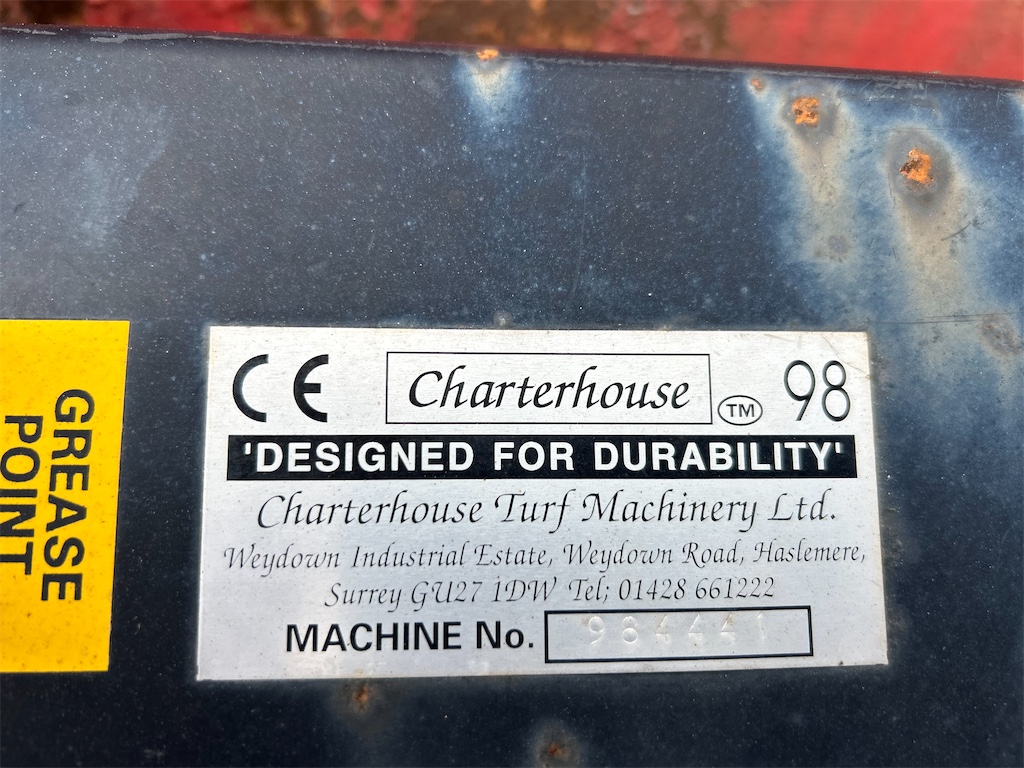 GREASE
POINT
CE Charterhouse TM 98
'DESIGNED FOR DURABILITY'
Charterhouse Turf Machinery Ltd.
Weydown Industrial Estate, Weydown Road, Haslemere,
Surrey GU27 1DW Tel; 01428 661222
MACHINE No. 984441